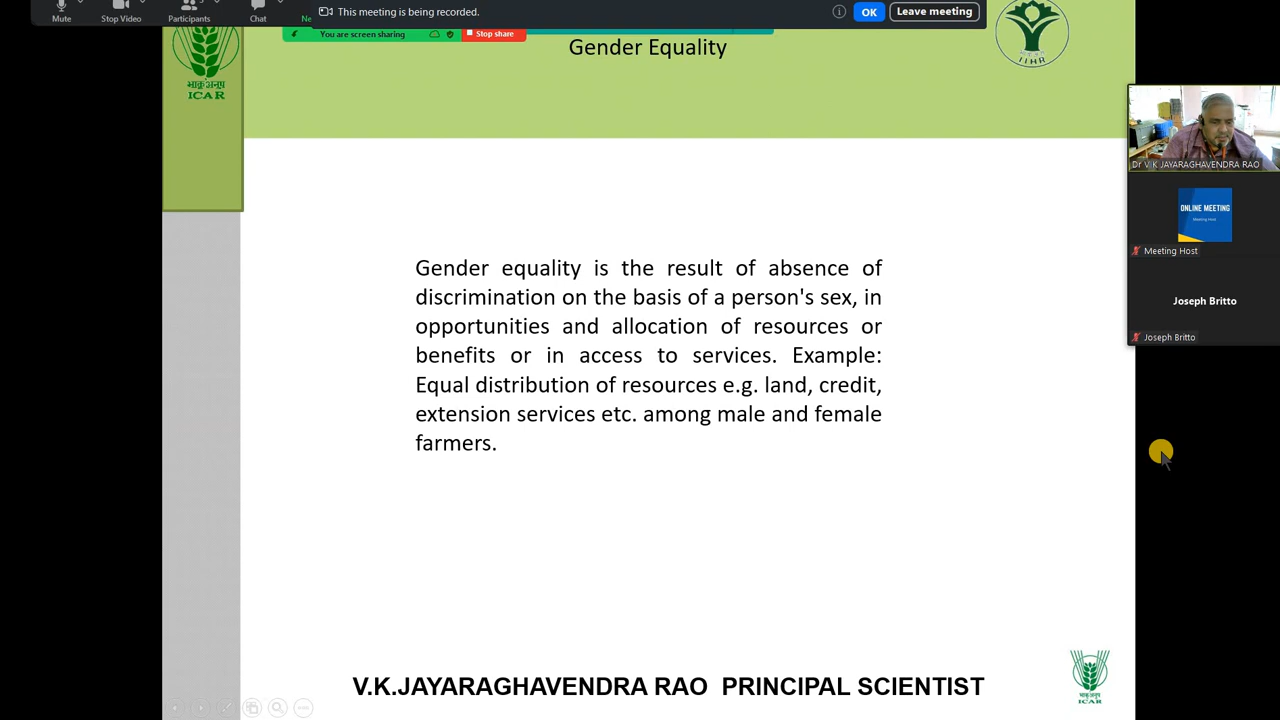 Mute
Stop Video
Participants
Chat
This meeting is being recorded.
OK
Leave meeting
You are screen sharing
Stop share
Gender Equality
भाकृअनुप
ICAR
IIHR
Gender equality is the result of absence of
discrimination on the basis of a person's sex, in
opportunities and allocation of resources or
benefits or in access to services. Example:
Equal distribution of resources e.g. land, credit,
extension services etc. among male and female
farmers.
Dr V K JAYARAGHAVENDRA RAO
ONLINE MEETING
Meeting Host
Meeting Host
Joseph Britto
Joseph Britto
V.K.JAYARAGHAVENDRA RAO PRINCIPAL SCIENTIST
भाकृअनुप
ICAR